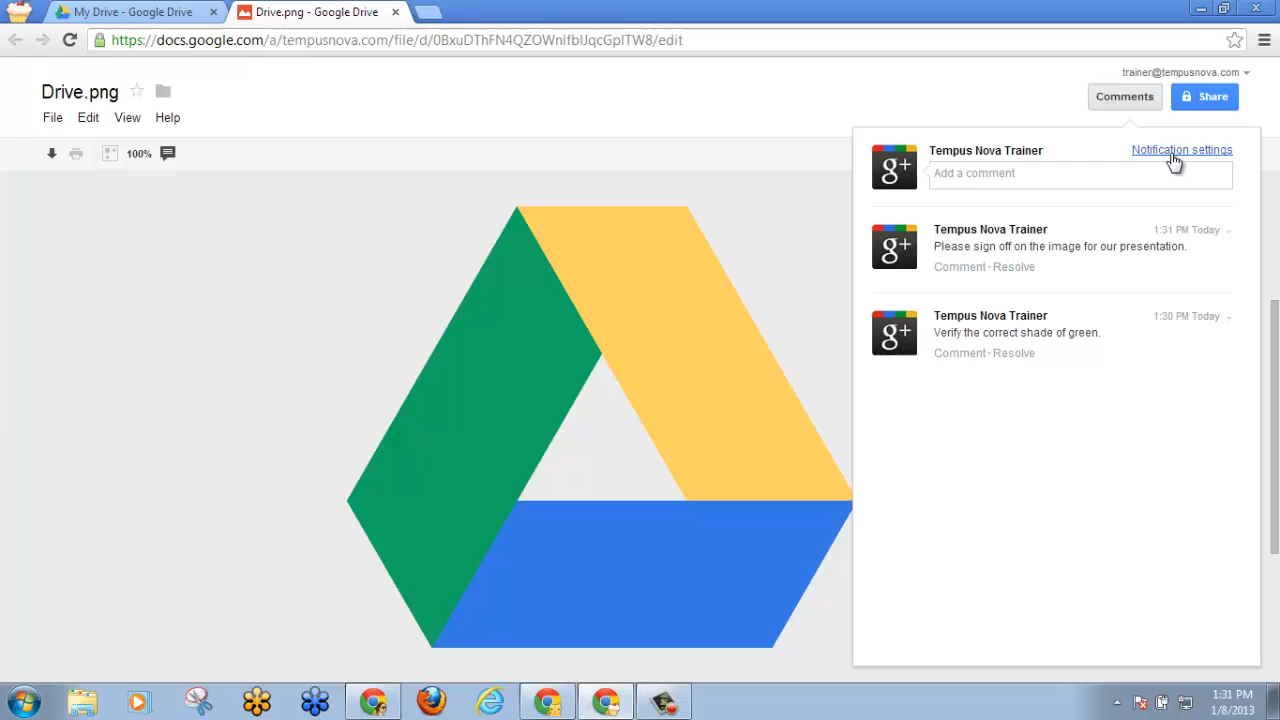 My Drive - Google Drive
Drive.png - Google Drive
https://docs.google.com/a/tempusnova.com/file/d/0BxuDThFN4QZOWnlfblJqcGplTW8/edit
trainer@tempusnova.com
Drive.png
Comments
Share
File Edit View Help
100%
Tempus Nova Trainer
Notification settings
g+
Add a comment
Tempus Nova Trainer
1:31 PM Today
g+
Please sign off on the image for our presentation.
Comment · Resolve
Tempus Nova Trainer
1:30 PM Today
g+
Verify the correct shade of green.
Comment · Resolve
1:31 PM
1/8/2013